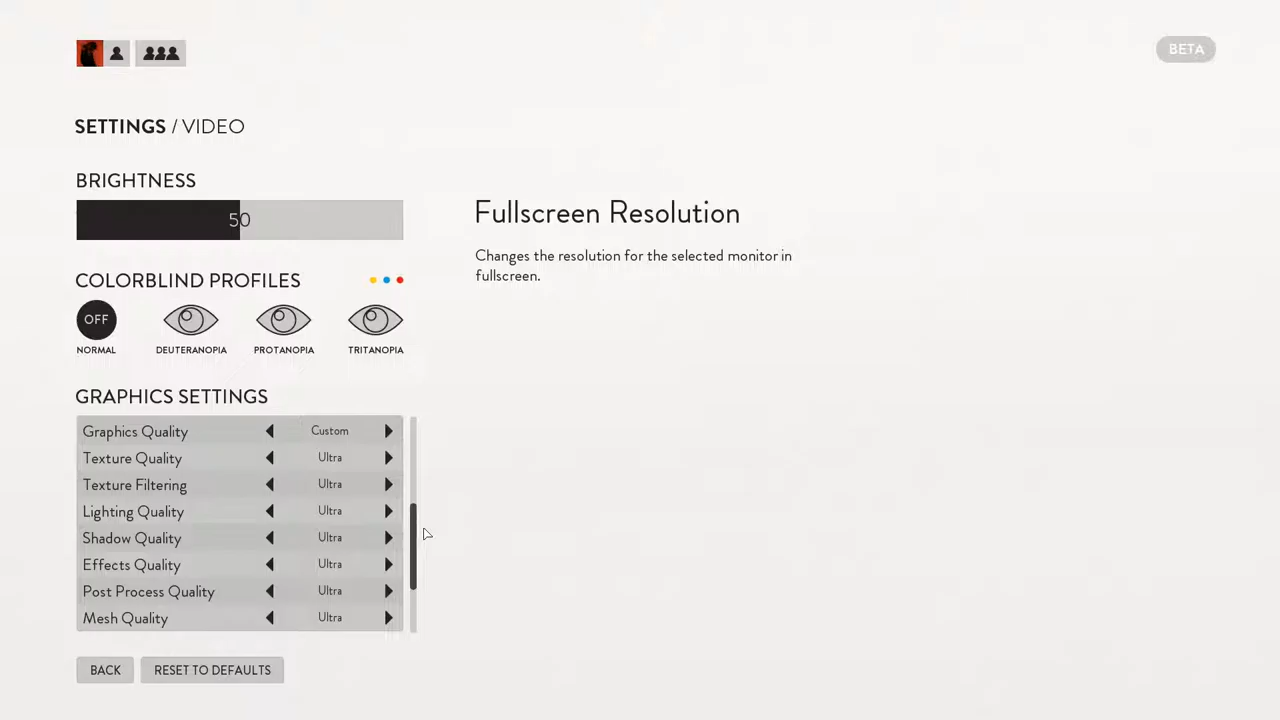 BETA
SETTINGS / VIDEO
BRIGHTNESS
50
Fullscreen Resolution
Changes the resolution for the selected monitor in
fullscreen.
COLORBLIND PROFILES
OFF
NORMAL DEUTERANOPIA PROTANOPIA TRITANOPIA
GRAPHICS SETTINGS
Graphics Quality Custom
Texture Quality Ultra
Texture Filtering Ultra
Lighting Quality Ultra
Shadow Quality Ultra
Effects Quality Ultra
Post Process Quality Ultra
Mesh Quality Ultra
BACK RESET TO DEFAULTS